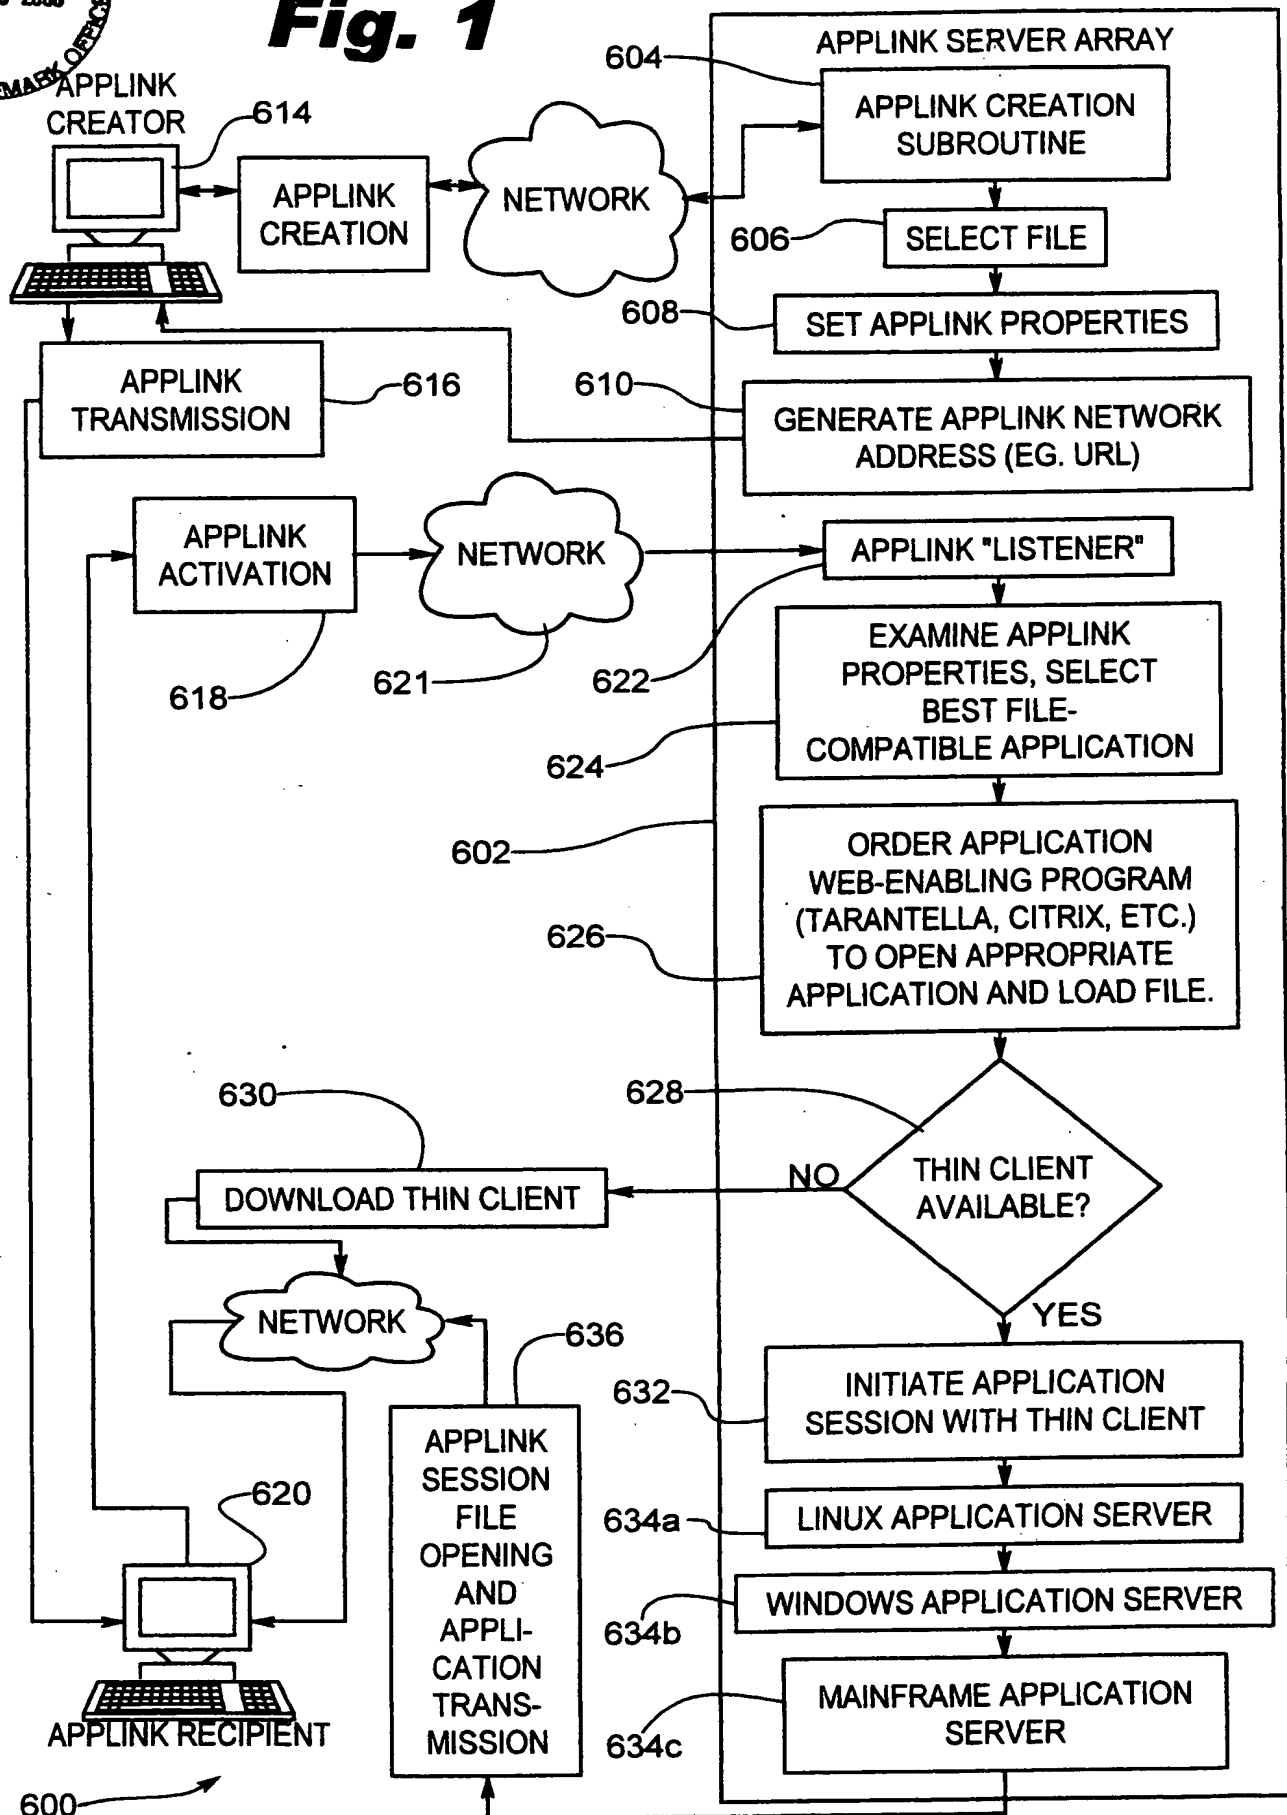 Fig. 1
EMARK OFFICE
APPLINK
CREATOR
614
APPLINK
CREATION
NETWORK
APPLINK SERVER ARRAY
604
APPLINK CREATION
SUBROUTINE
606
SELECT FILE
608
SET APPLINK PROPERTIES
610
GENERATE APPLINK NETWORK
ADDRESS (EG. URL)
APPLINK
TRANSMISSION
616
APPLINK
ACTIVATION
618
NETWORK
621
622
APPLINK "LISTENER"
EXAMINE APPLINK
PROPERTIES, SELECT
BEST FILE-
COMPATIBLE APPLICATION
624
602
ORDER APPLICATION
WEB-ENABLING PROGRAM
(TARANTELLA, CITRIX, ETC.)
TO OPEN APPROPRIATE
APPLICATION AND LOAD FILE.
626
628
THIN CLIENT
AVAILABLE?
NO
YES
630
DOWNLOAD THIN CLIENT
NETWORK
636
APPLINK
SESSION
FILE
OPENING
AND
APPLI-
CATION
TRANS-
MISSION
632
INITIATE APPLICATION
SESSION WITH THIN CLIENT
634a
LINUX APPLICATION SERVER
634b
WINDOWS APPLICATION SERVER
634c
MAINFRAME APPLICATION
SERVER
620
APPLINK RECIPIENT
600